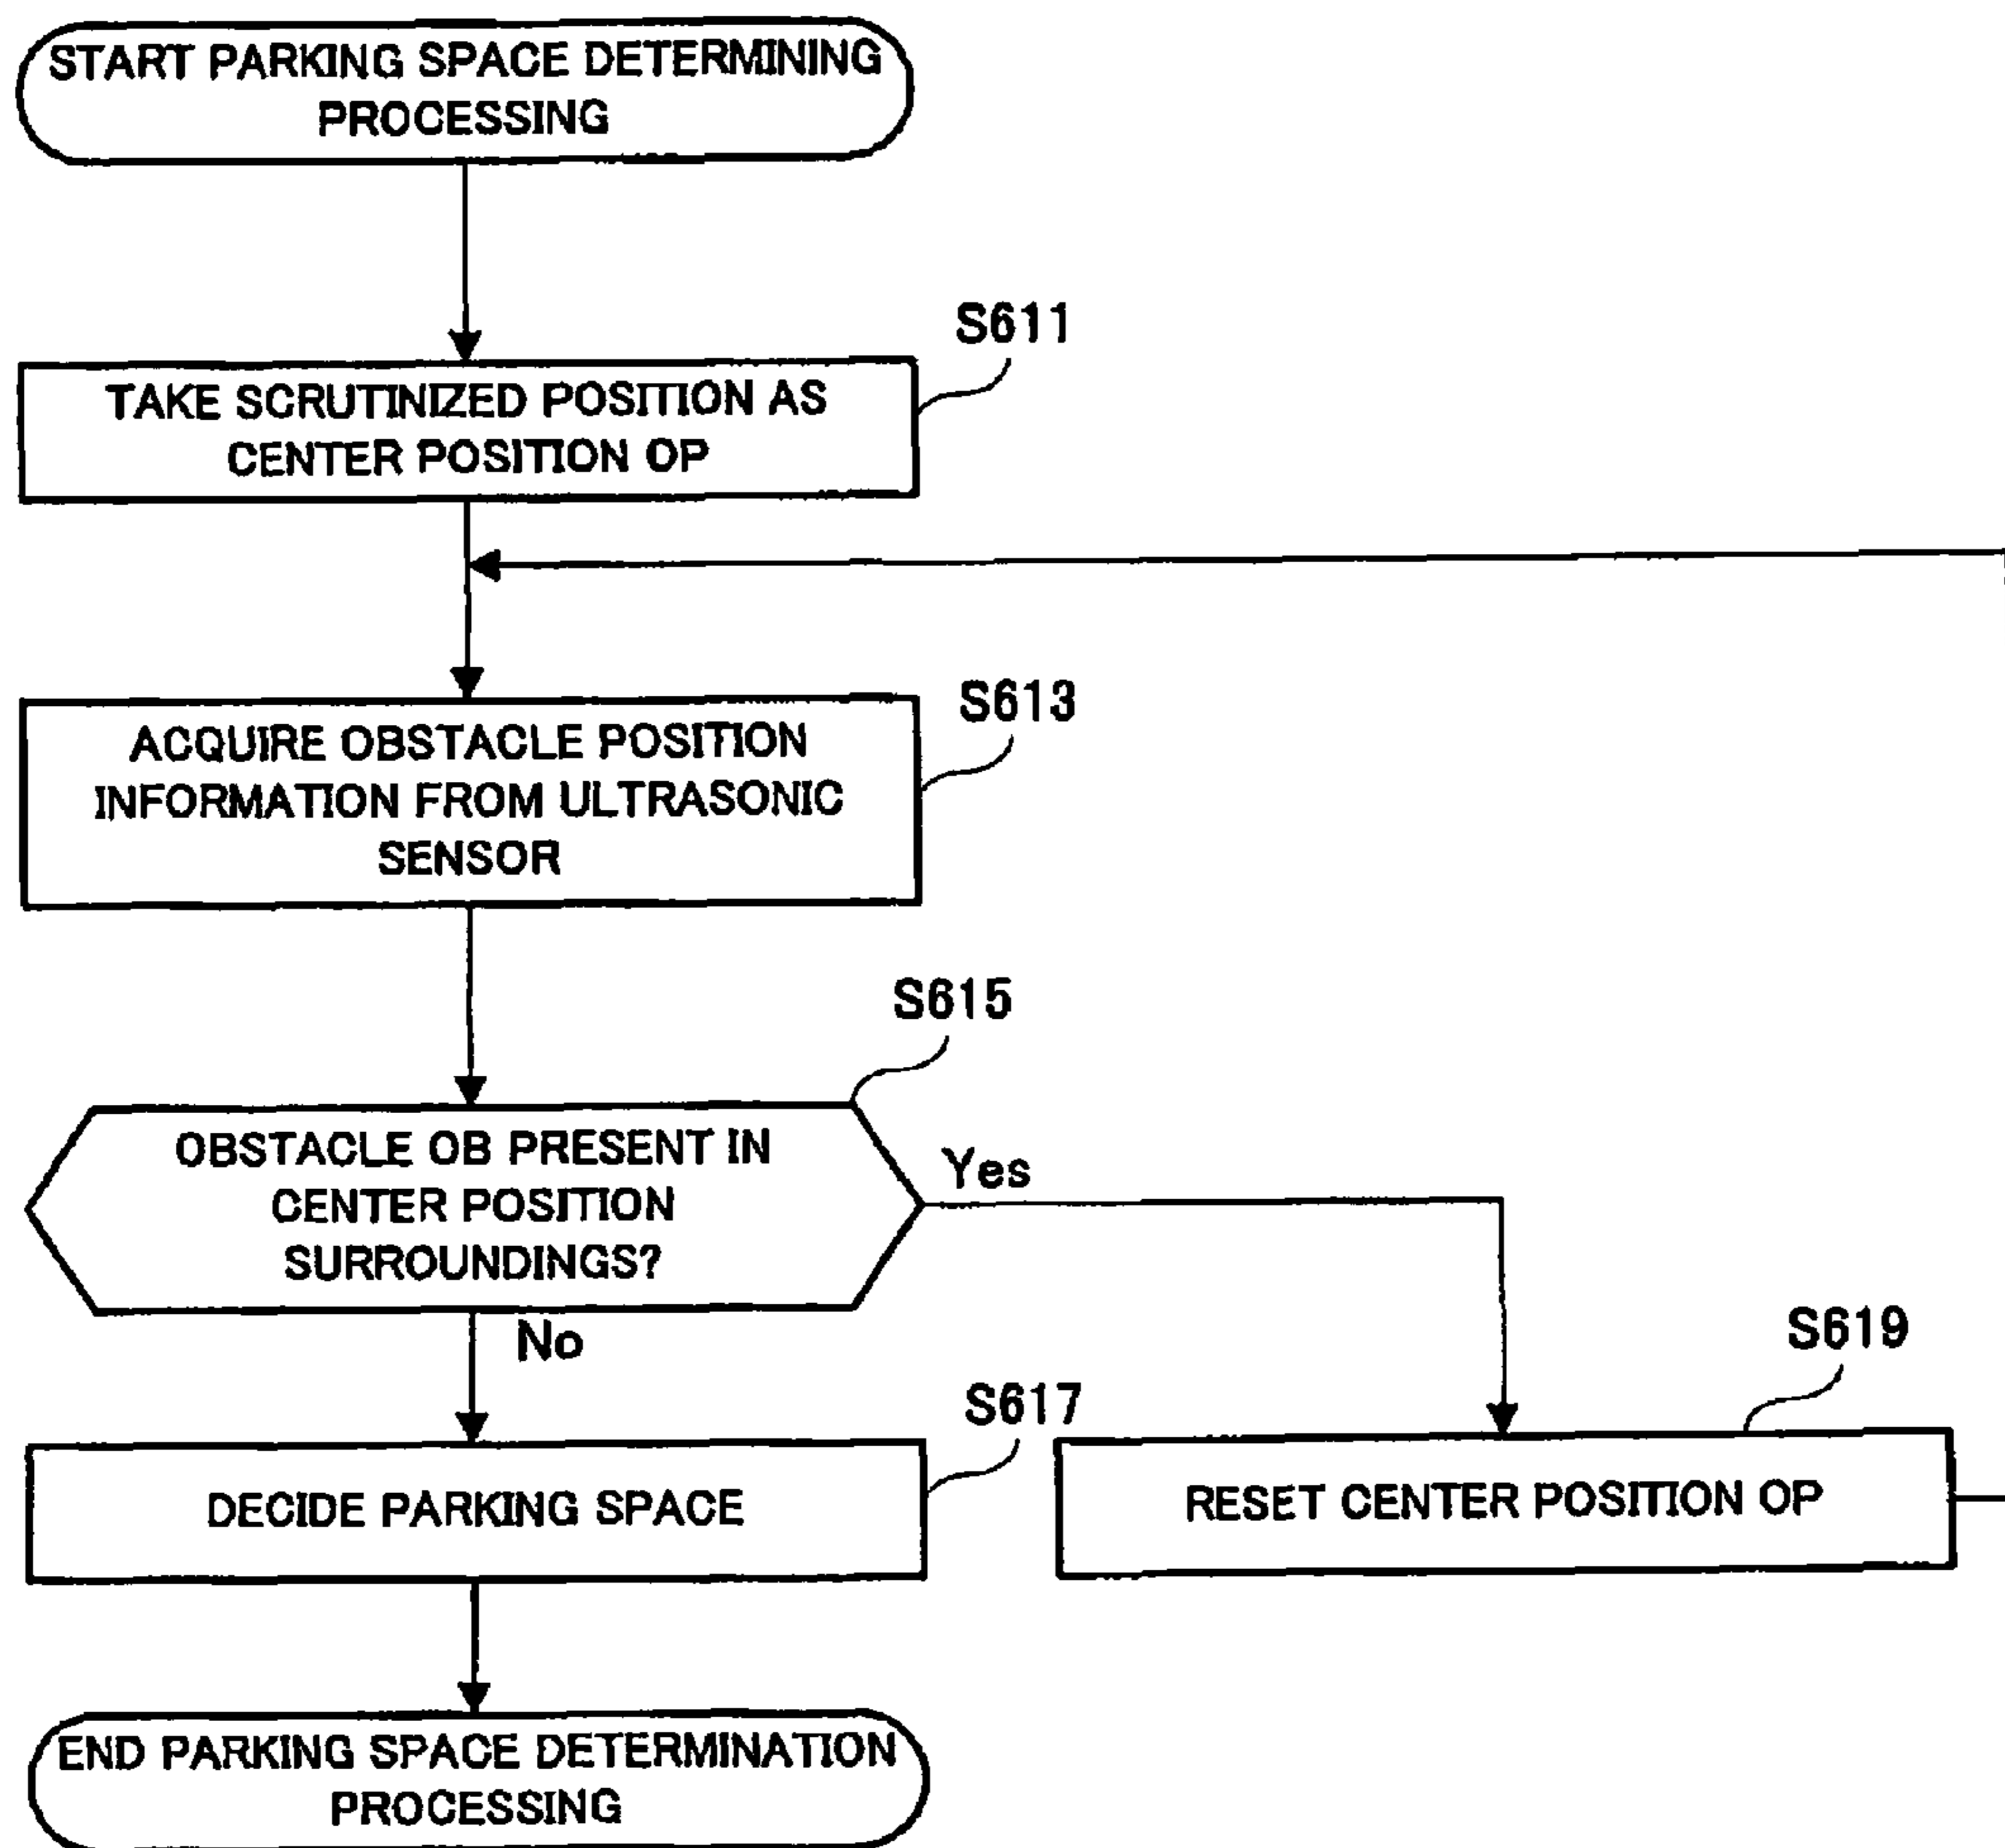 START PARKING SPACE DETERMINING
PROCESSING
S611
TAKE SCRUTINIZED POSITION AS
CENTER POSITION OP
S613
ACQUIRE OBSTACLE POSITION
INFORMATION FROM ULTRASONIC
SENSOR
S615
OBSTACLE OB PRESENT IN
CENTER POSITION
SURROUNDINGS?
Yes
No
S619
S617
DECIDE PARKING SPACE
RESET CENTER POSITION OP
END PARKING SPACE DETERMINATION
PROCESSING